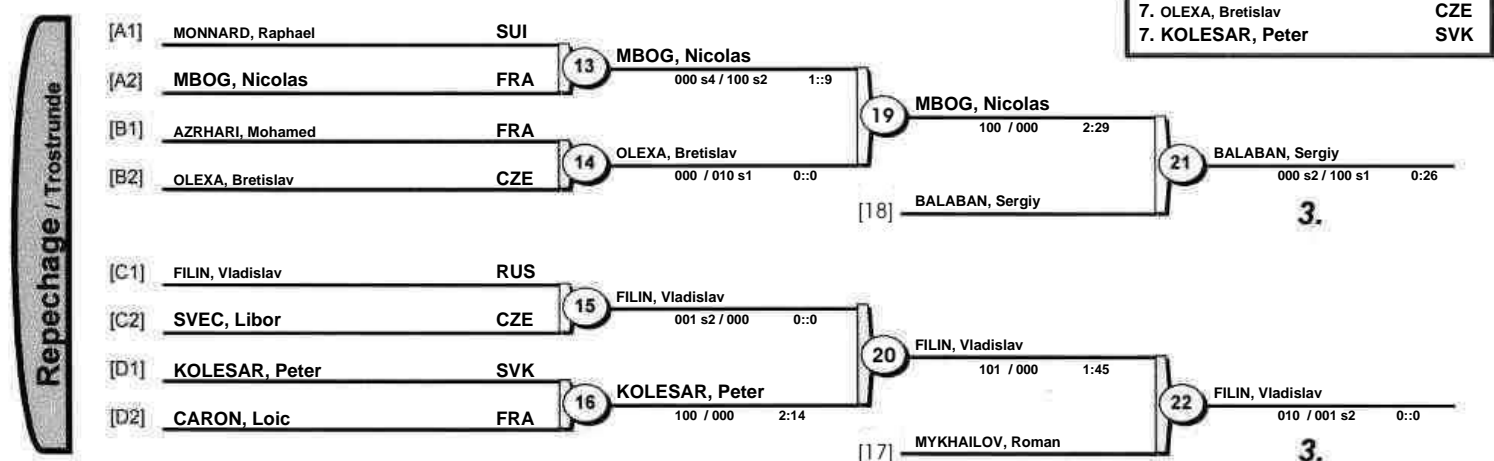 7. OLEXA, Bretislav CZE
7. KOLESAR, Peter SVK
Repechage / Trostrunde
[A1] MONNARD, Raphael SUI
[A2] MBOG, Nicolas FRA
13
MBOG, Nicolas
000 s4 / 100 s2 1::9
[B1] AZRHARI, Mohamed FRA
[B2] OLEXA, Bretislav CZE
14
OLEXA, Bretislav
000 / 010 s1 0::0
19
MBOG, Nicolas
100 / 000 2:29
[18] BALABAN, Sergiy
21
BALABAN, Sergiy
000 s2 / 100 s1 0:26
3.
[C1] FILIN, Vladislav RUS
[C2] SVEC, Libor CZE
15
FILIN, Vladislav
001 s2 / 000 0::0
[D1] KOLESAR, Peter SVK
[D2] CARON, Loic FRA
16
KOLESAR, Peter
100 / 000 2:14
20
FILIN, Vladislav
101 / 000 1:45
[17] MYKHAILOV, Roman
22
FILIN, Vladislav
010 / 001 s2 0::0
3.